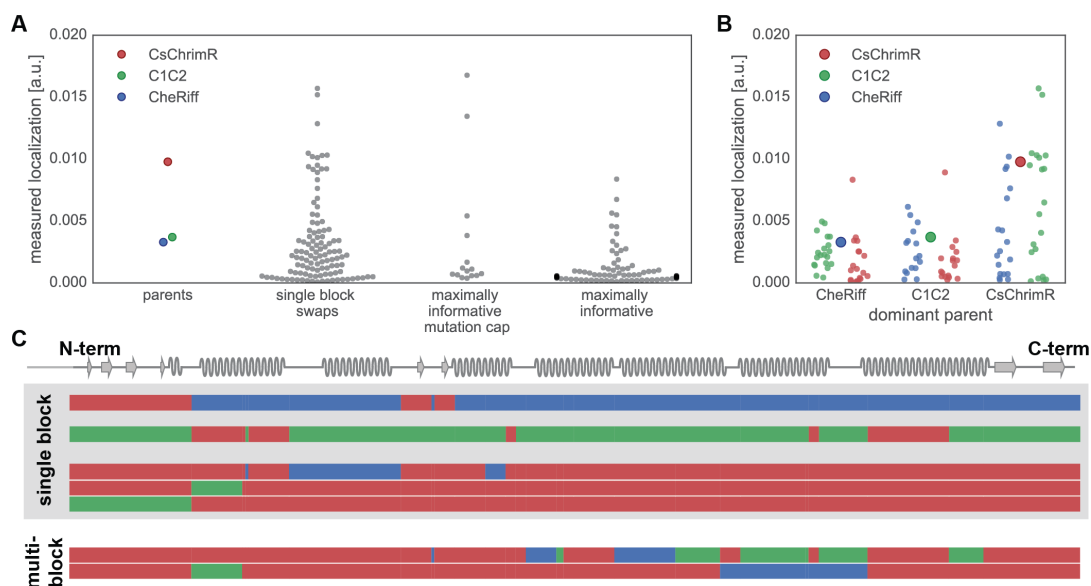 A
measured localization [a.u.]
0.020
0.015
0.010
0.005
0.000
CsChrimR
C1C2
CheRiff
parents
single block
swaps
maximally
informative
mutation cap
maximally
informative
B
measured localization [a.u.]
0.020
0.015
0.010
0.005
0.000
CsChrimR
C1C2
CheRiff
CheRiff
C1C2
CsChrimR
dominant parent
C
N-term
C-term
single block
multi-
block